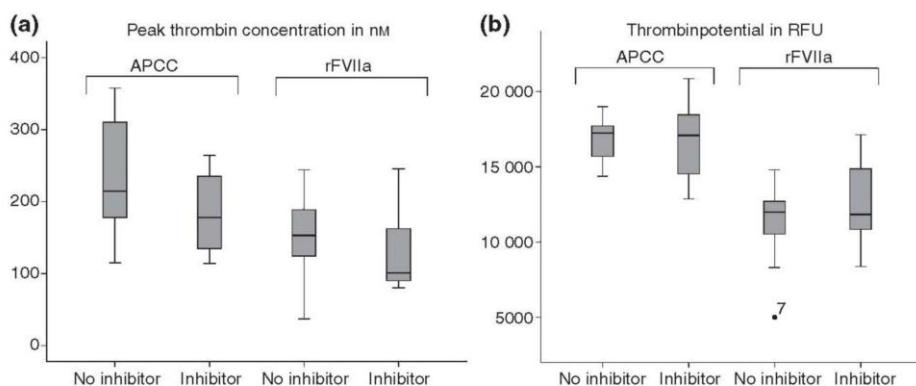 (a)
Peak thrombin concentration in nM
APCC
rFVIIa
400
300
200
100
0
No inhibitor Inhibitor No inhibitor Inhibitor
(b)
Thrombinpotential in RFU
APCC
rFVIIa
20 000
15 000
10 000
5000
7
No inhibitor Inhibitor No inhibitor Inhibitor